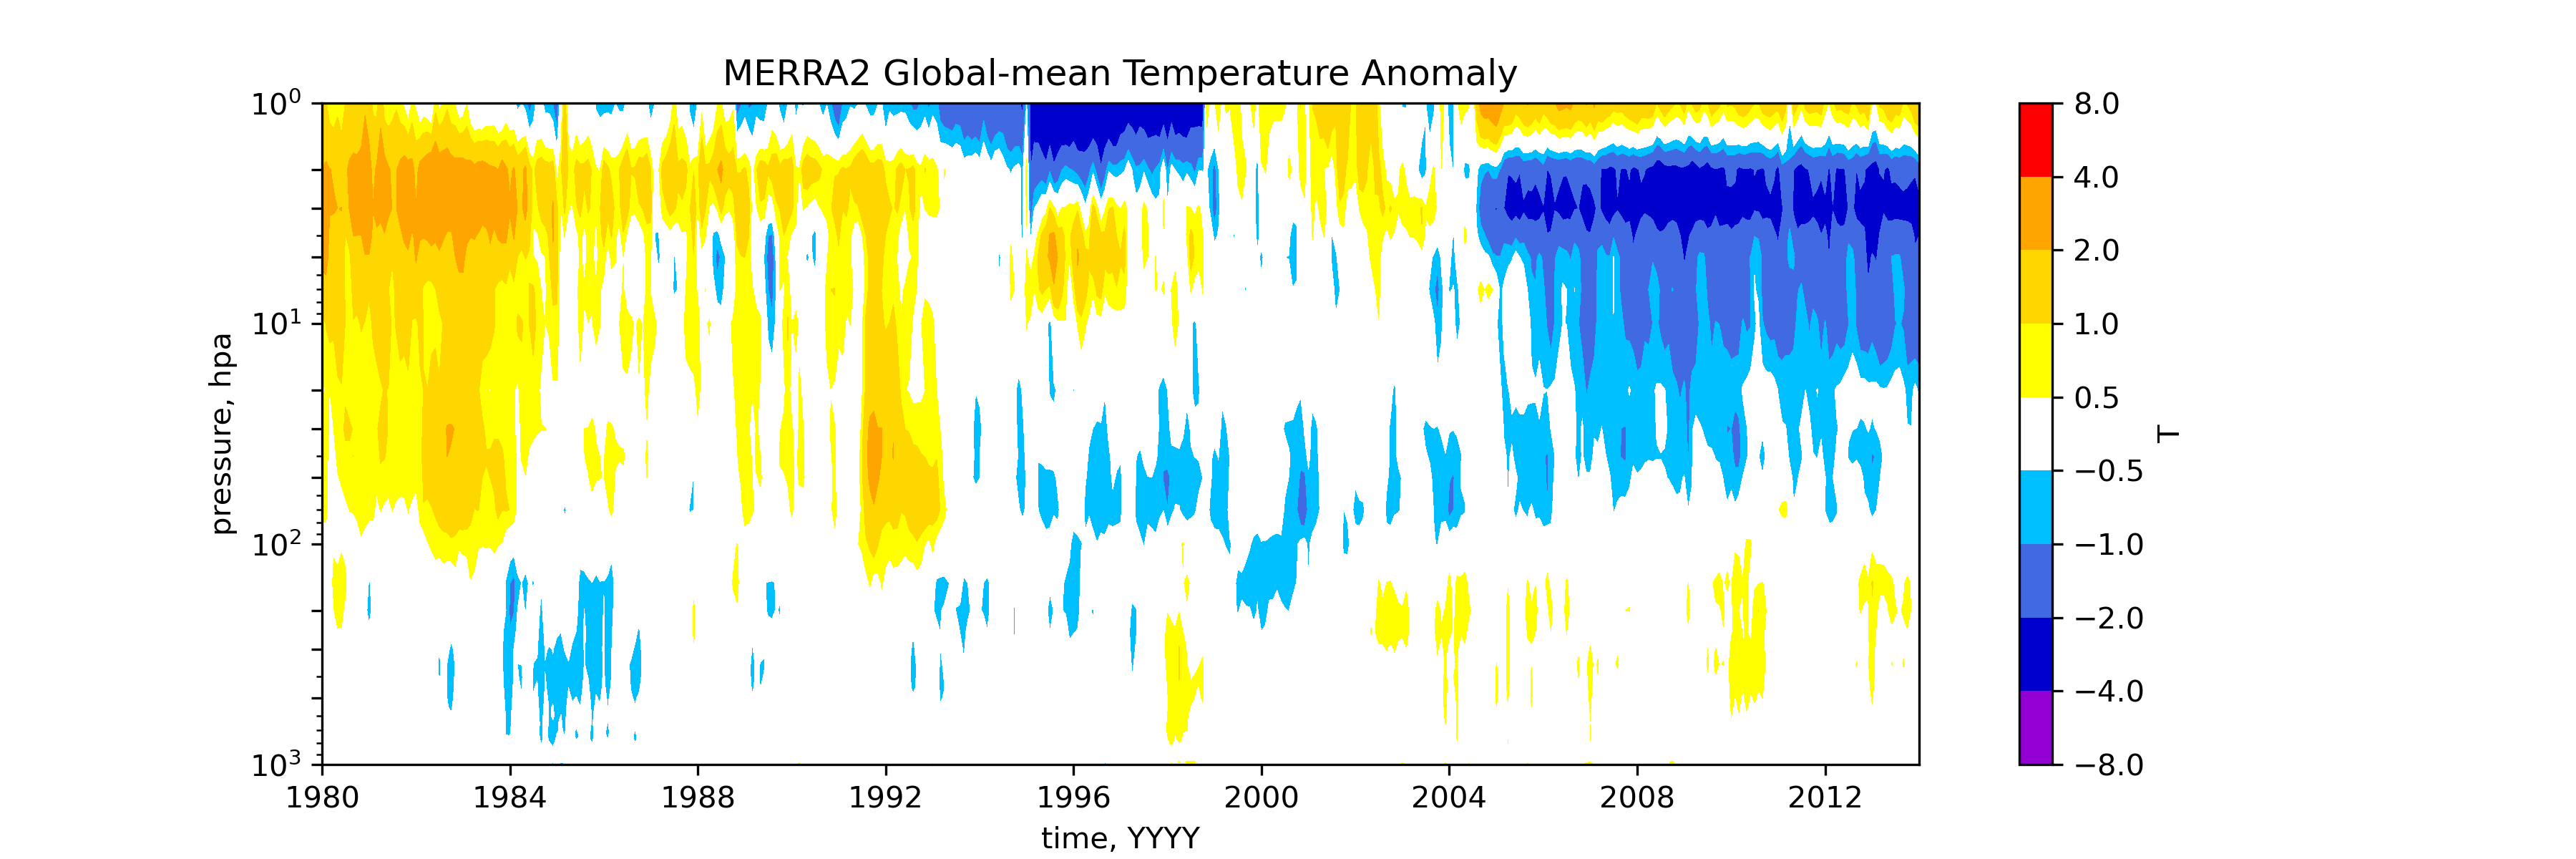 MERRA2 Global-mean Temperature Anomaly
10⁰
10¹
10²
10³
pressure, hpa
1980 1984 1988 1992 1996 2000 2004 2008 2012
time, YYYY
8.0
4.0
2.0
1.0
0.5
−0.5
−1.0
−2.0
−4.0
−8.0
T